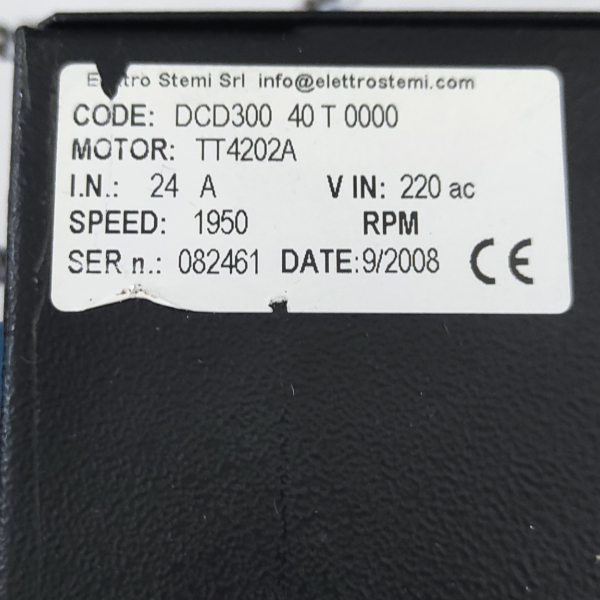 Stemi Srl info@elettrostemi.com
CODE: DCD300 40 T 0000
MOTOR: TT4202A
I.N.: 24 A V IN: 220 ac
SPEED: 1950 RPM
SER n.: 082461 DATE:9/2008 CE